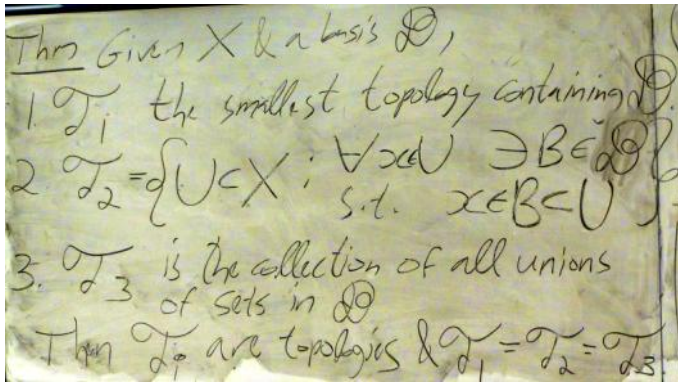 Thm Given X & a basis 𝓑,
1. 𝒯₁ the smallest topology containing 𝓑.
2. 𝒯₂ = {U ⊂ X ; ∀x∈U ∃B∈𝓑
s.t. x∈B⊂U}.
3. 𝒯₃ is the collection of all unions
of sets in 𝓑
Then 𝒯ᵢ are topologies & 𝒯₁ = 𝒯₂ = 𝒯₃.